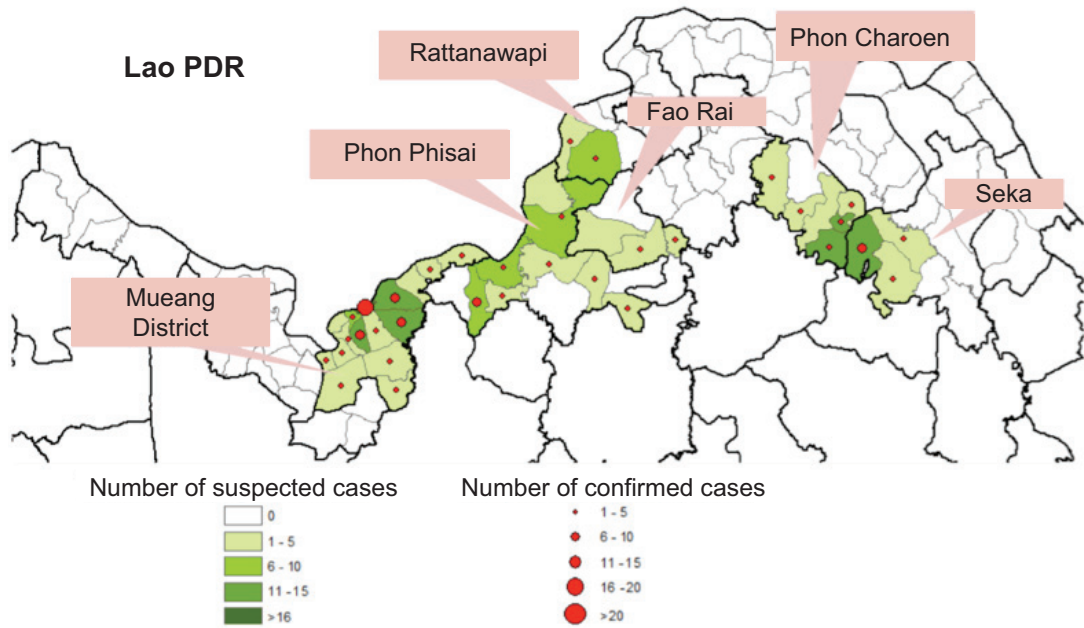 Lao PDR
Rattanawapi
Phon Charoen
Fao Rai
Phon Phisai
Seka
Mueang
District
Number of suspected cases
0
1 - 5
6 - 10
11 -15
>16
Number of confirmed cases
1 - 5
6 - 10
11 -15
16 -20
>20